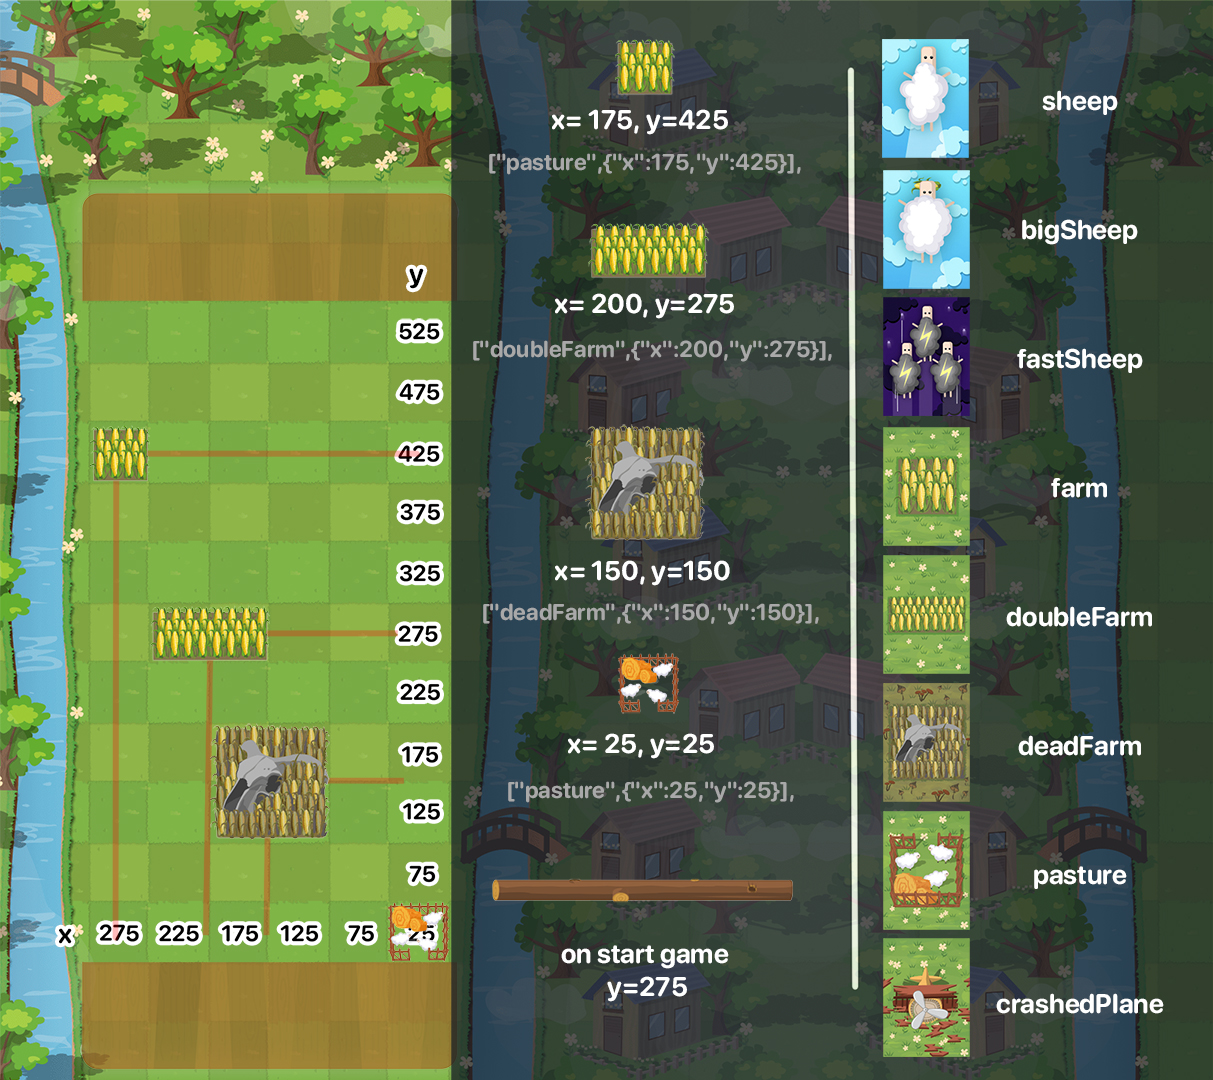 y
525
475
425
375
325
275
225
175
125
75
x 275 225 175 125 75 25
x= 175, y=425
["pasture",{"x":175,"y":425}],
x= 200, y=275
["doubleFarm",{"x":200,"y":275}],
x= 150, y=150
["deadFarm",{"x":150,"y":150}],
x= 25, y=25
["pasture",{"x":25,"y":25}],
on start game
y=275
sheep
bigSheep
fastSheep
farm
doubleFarm
deadFarm
pasture
crashedPlane